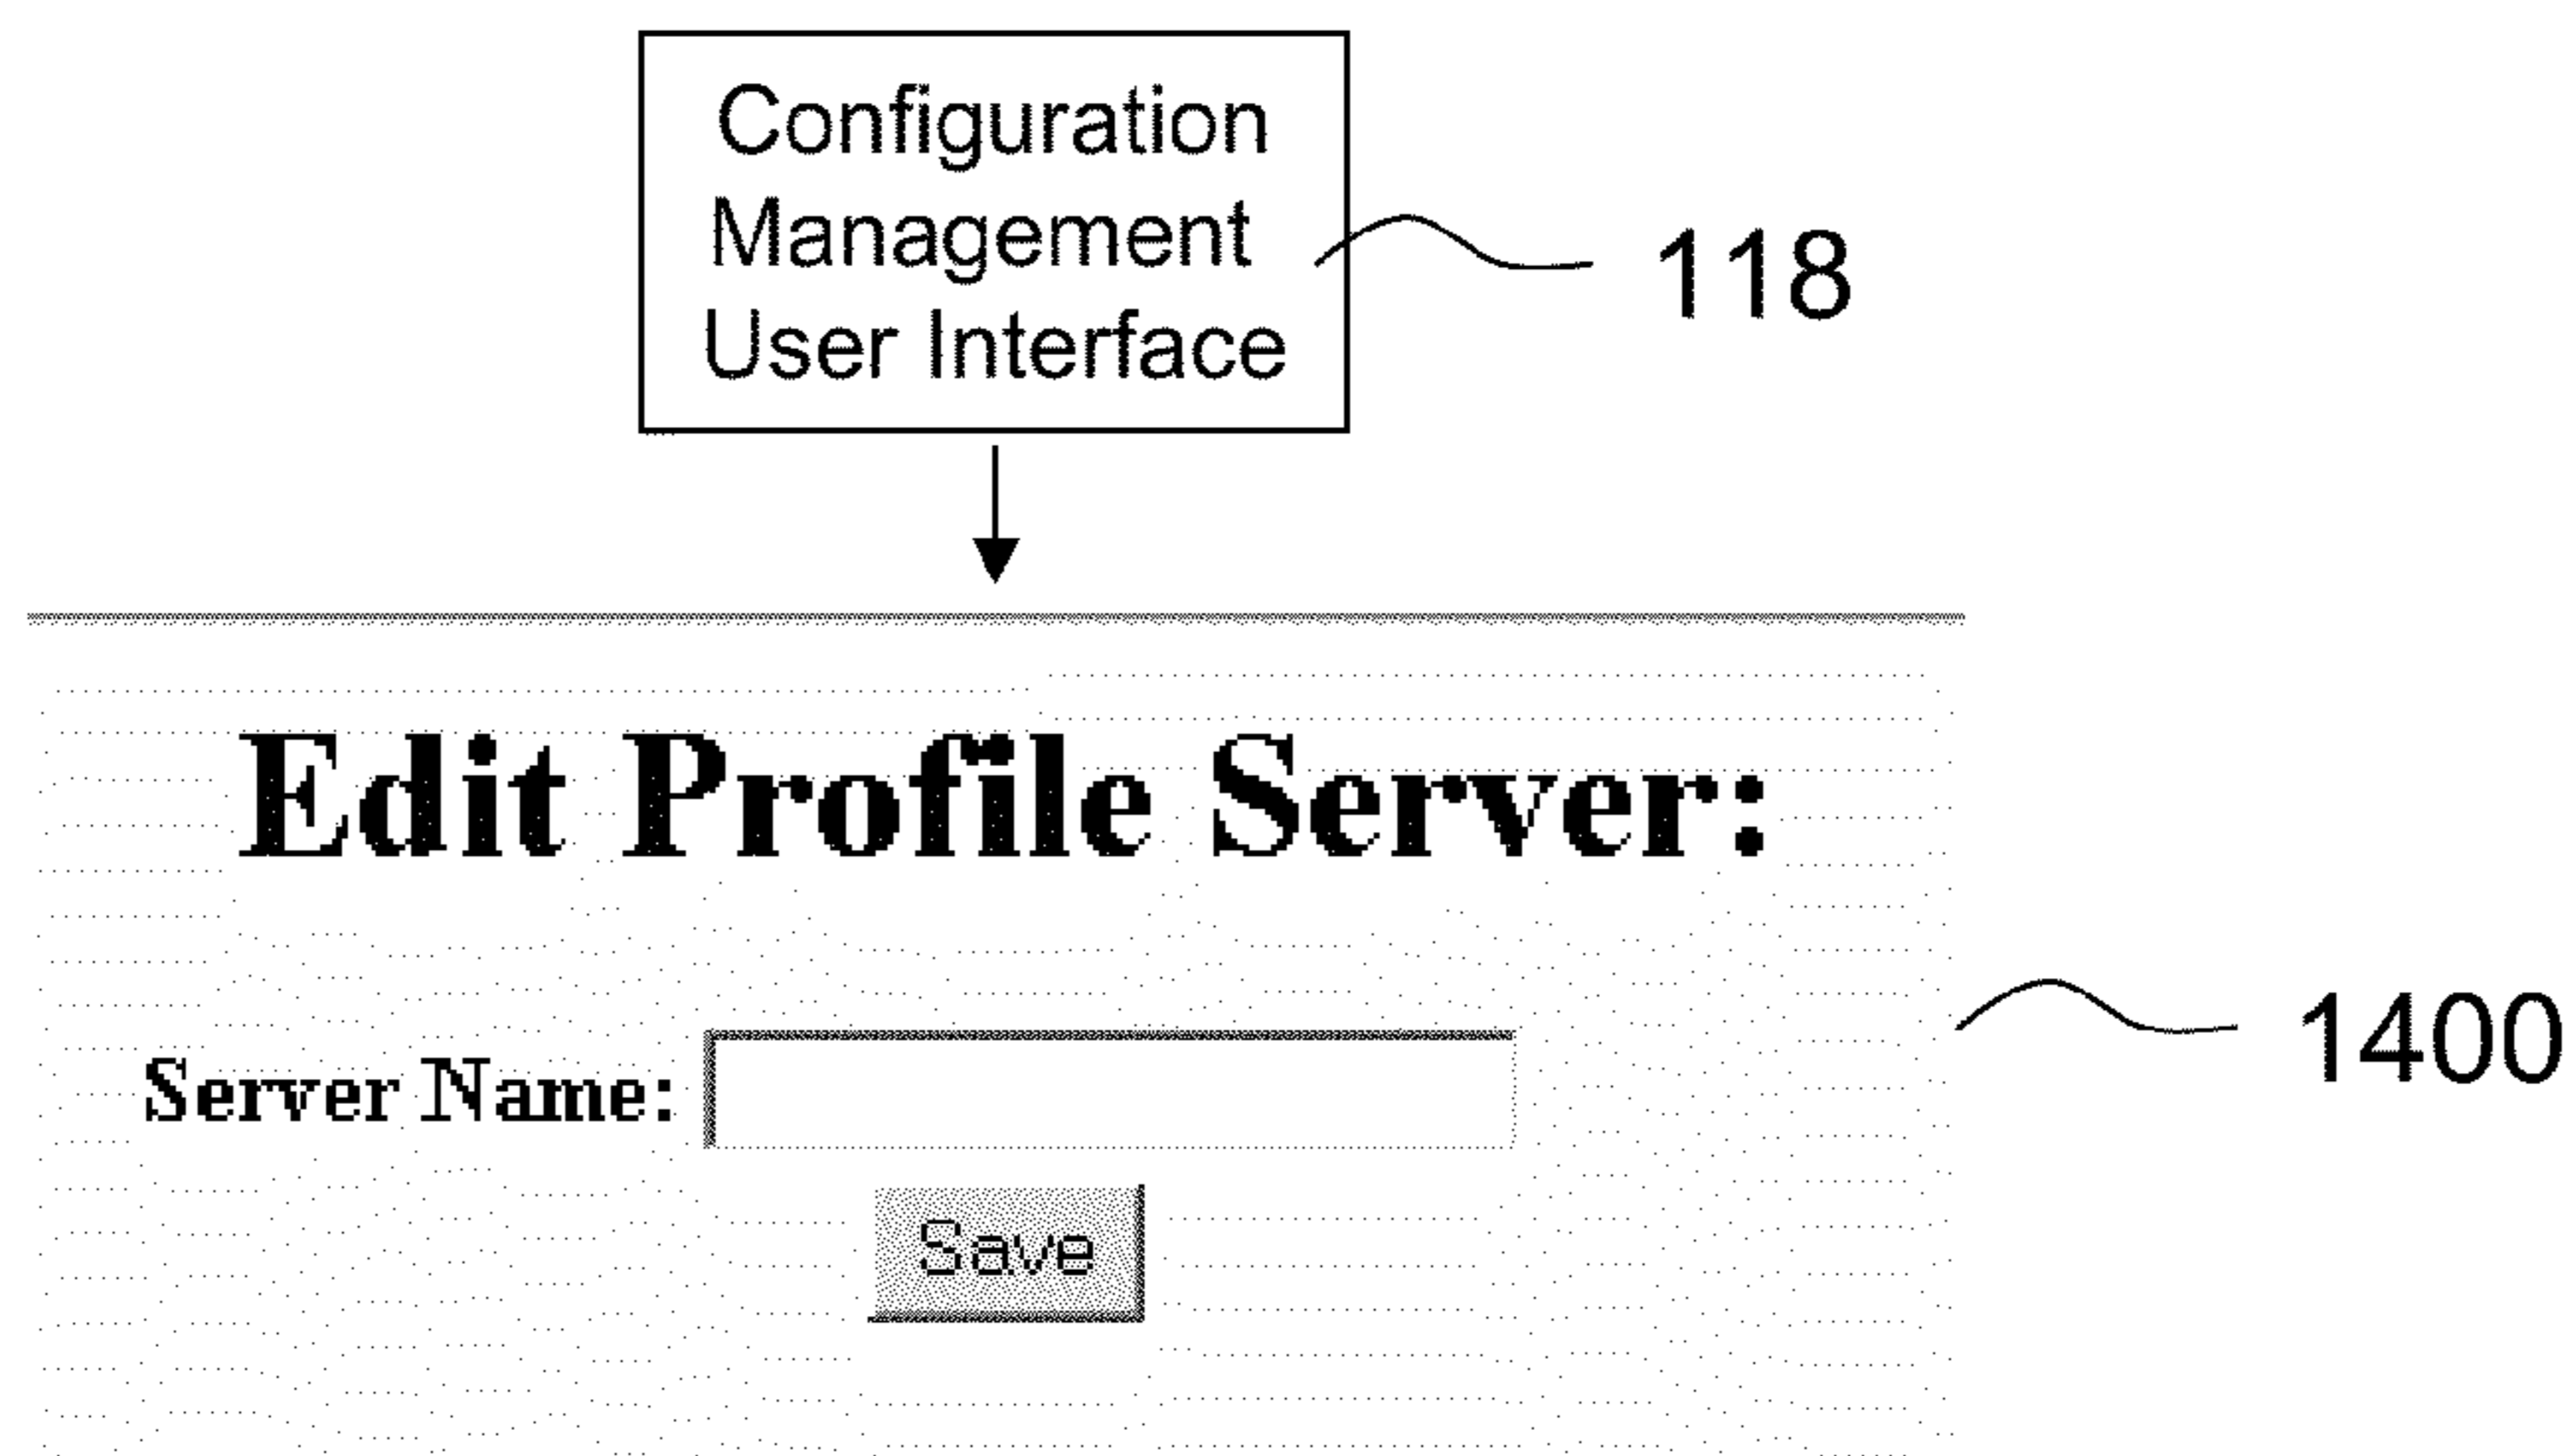 Configuration
Management
User Interface
118
Edit Profile Server:
1400
Server Name:
Save